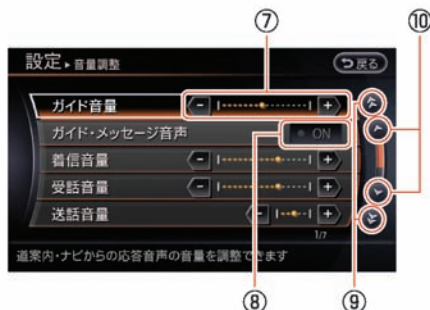 ⑦ ⑩
設定 ▸ 音量調整 戻る
ガイド音量 - +
ガイド・メッセージ音声 ON
着信音量 - +
受話音量 - +
送話音量 - +
1/7
道案内・ナビからの応答音声の音量を調整できます
⑧ ⑨